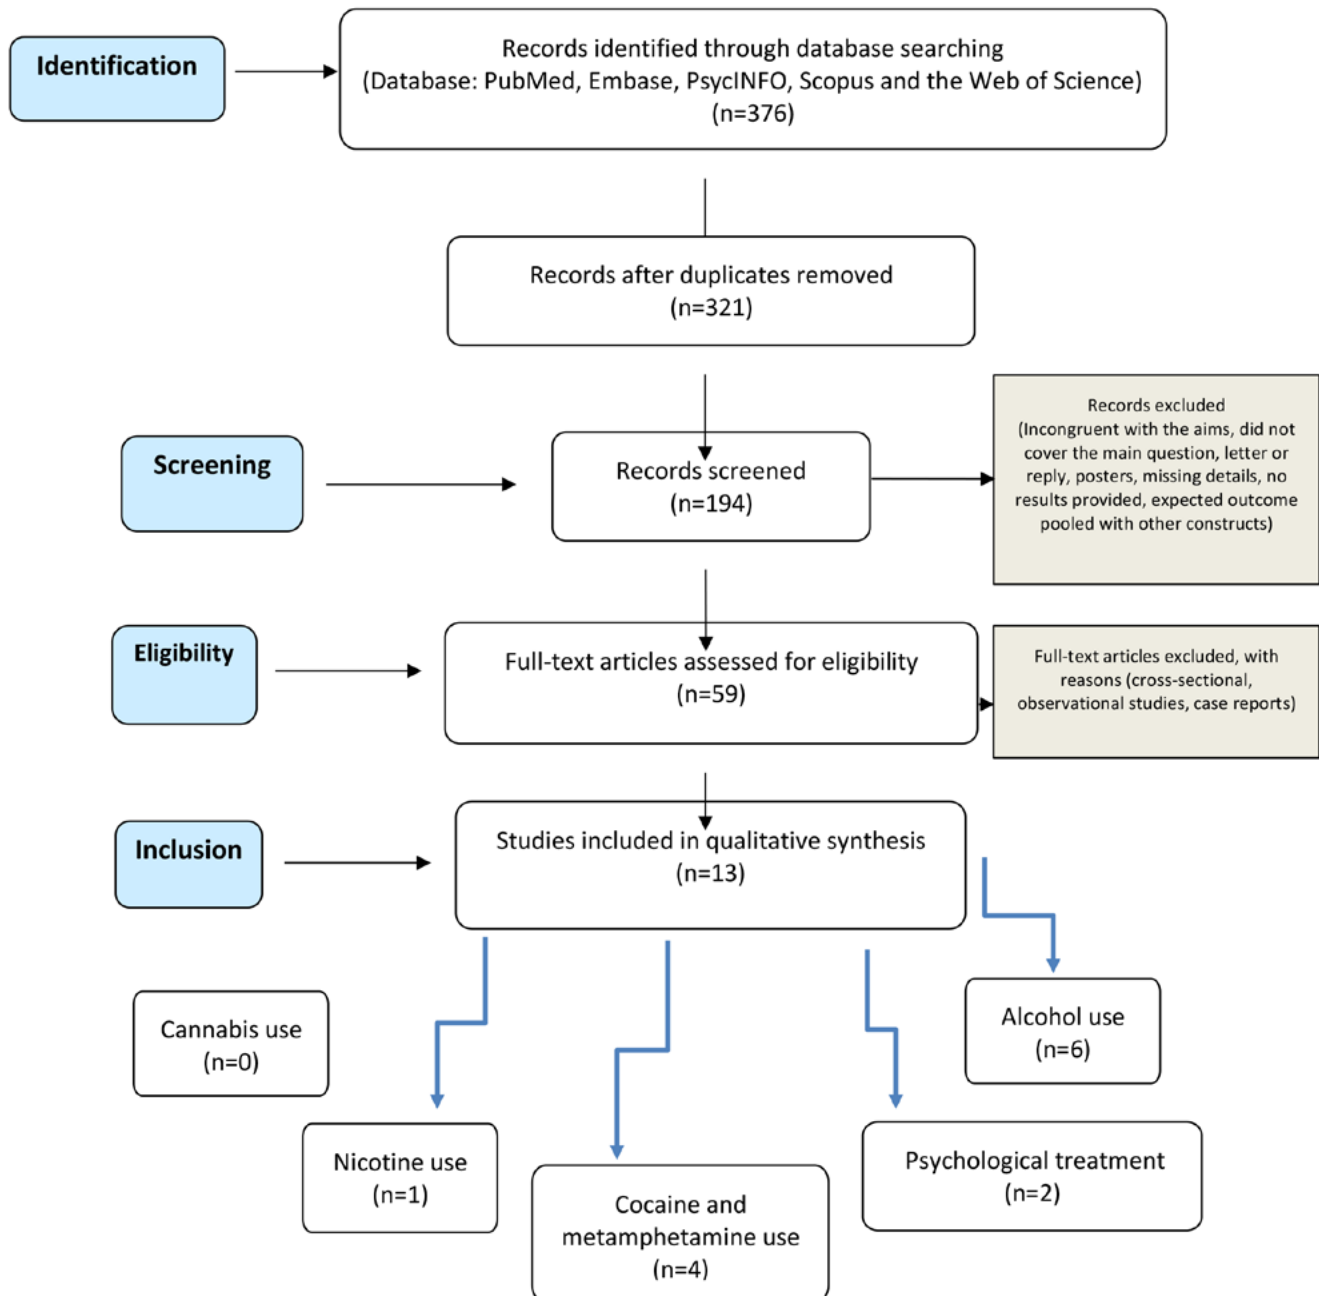 Identification
Records identified through database searching
(Database: PubMed, Embase, PsycINFO, Scopus and the Web of Science)
(n=376)
Records after duplicates removed
(n=321)
Screening
Records screened
(n=194)
Records excluded
(Incongruent with the aims, did not
cover the main question, letter or
reply, posters, missing details, no
results provided, expected outcome
pooled with other constructs)
Eligibility
Full-text articles assessed for eligibility
(n=59)
Full-text articles excluded, with
reasons (cross-sectional,
observational studies, case reports)
Inclusion
Studies included in qualitative synthesis
(n=13)
Cannabis use
(n=0)
Nicotine use
(n=1)
Cocaine and
metamphetamine use
(n=4)
Psychological treatment
(n=2)
Alcohol use
(n=6)